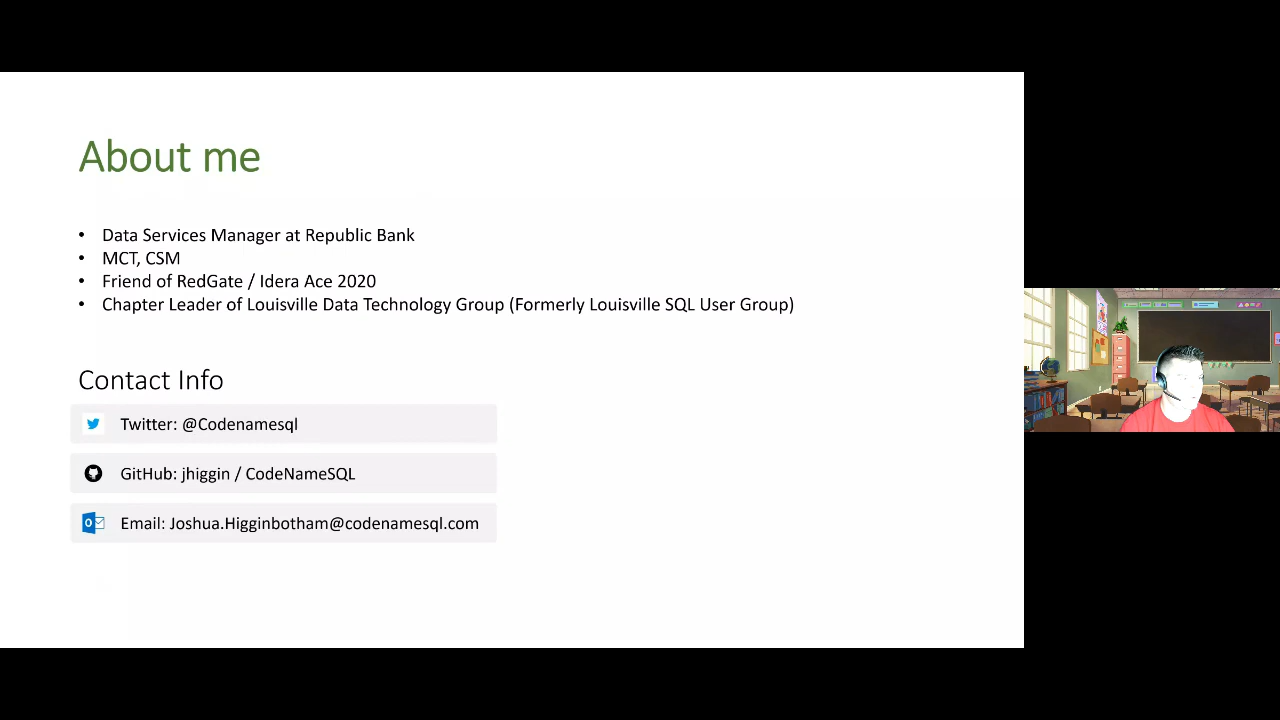 About me
• Data Services Manager at Republic Bank
• MCT, CSM
• Friend of RedGate / Idera Ace 2020
• Chapter Leader of Louisville Data Technology Group (Formerly Louisville SQL User Group)
Contact Info
Twitter: @Codenamesql
GitHub: jhiggin / CodeNameSQL
Email: Joshua.Higginbotham@codenamesql.com